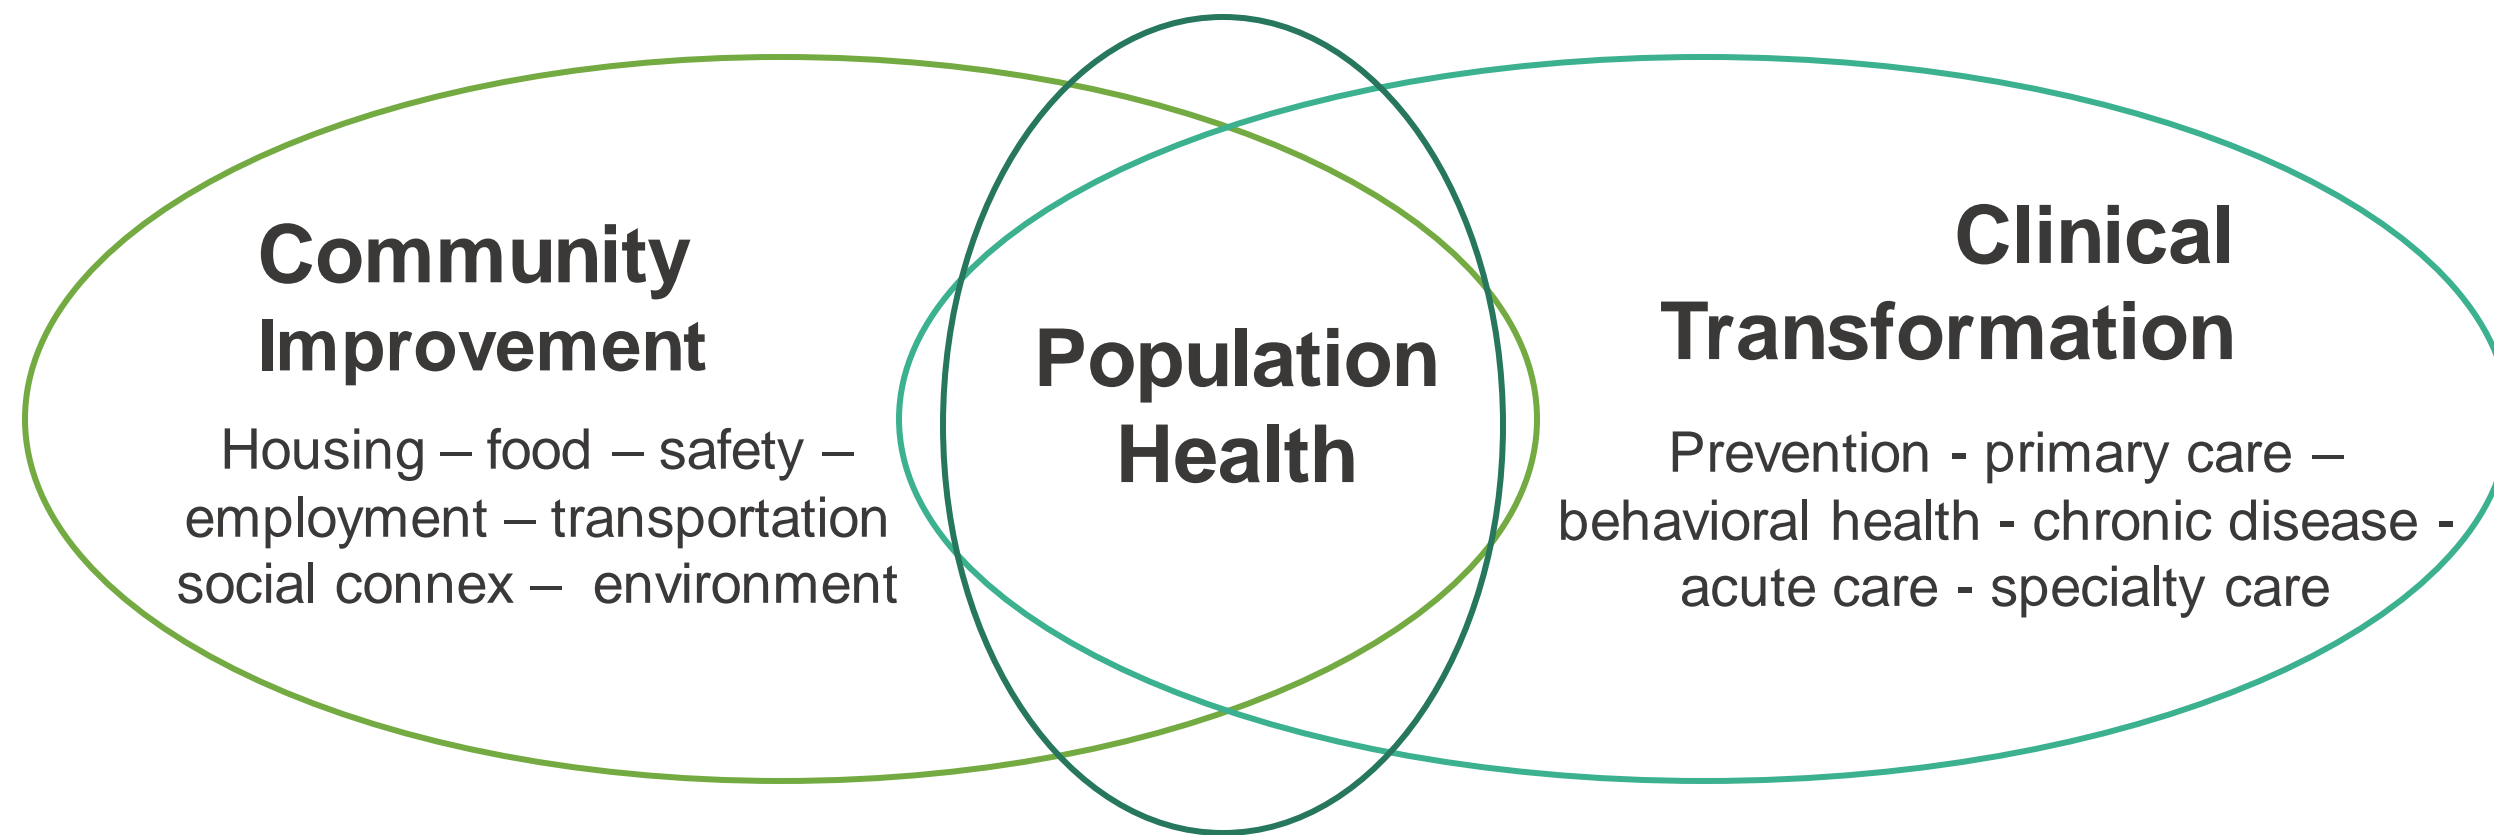 Community
Improvement
Housing — food — safety —
employment — transportation
social connex — environment
Population
Health
Clinical
Transformation
Prevention - primary care —
behavioral health - chronic disease -
acute care - specialty care